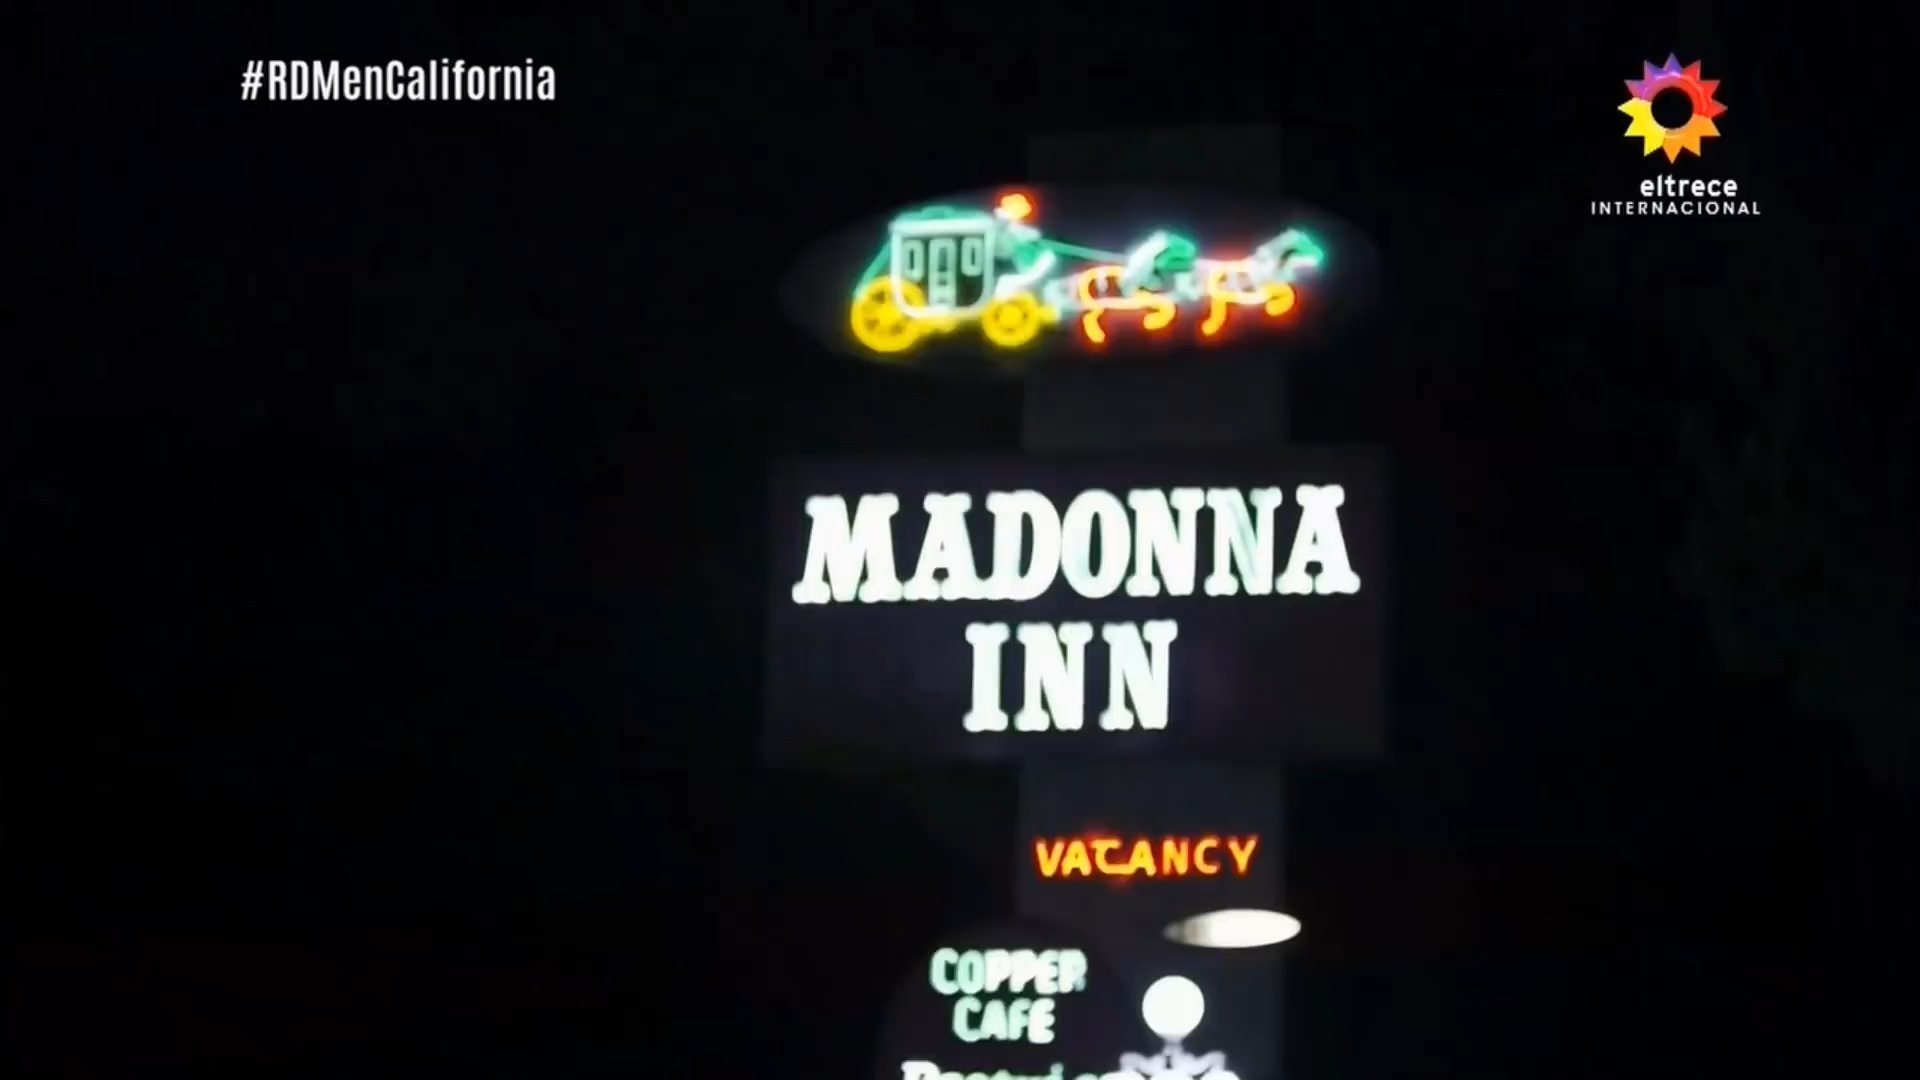 #RDMenCalifornia
eltrece
INTERNACIONAL
MADONNA
INN
VACANCY
COPPER
CAFE